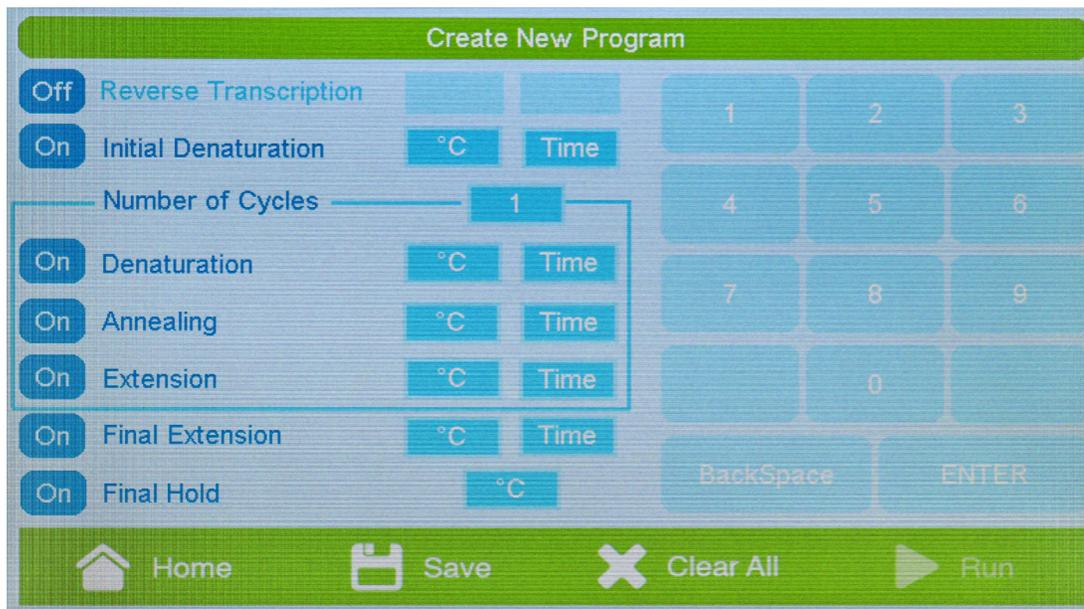 Create New Program
Off Reverse Transcription
On Initial Denaturation °C Time
Number of Cycles 1
On Denaturation °C Time
On Annealing °C Time
On Extension °C Time
On Final Extension °C Time
On Final Hold °C
1 2 3
4 5 6
7 8 9
0
BackSpace ENTER
Home Save Clear All Run